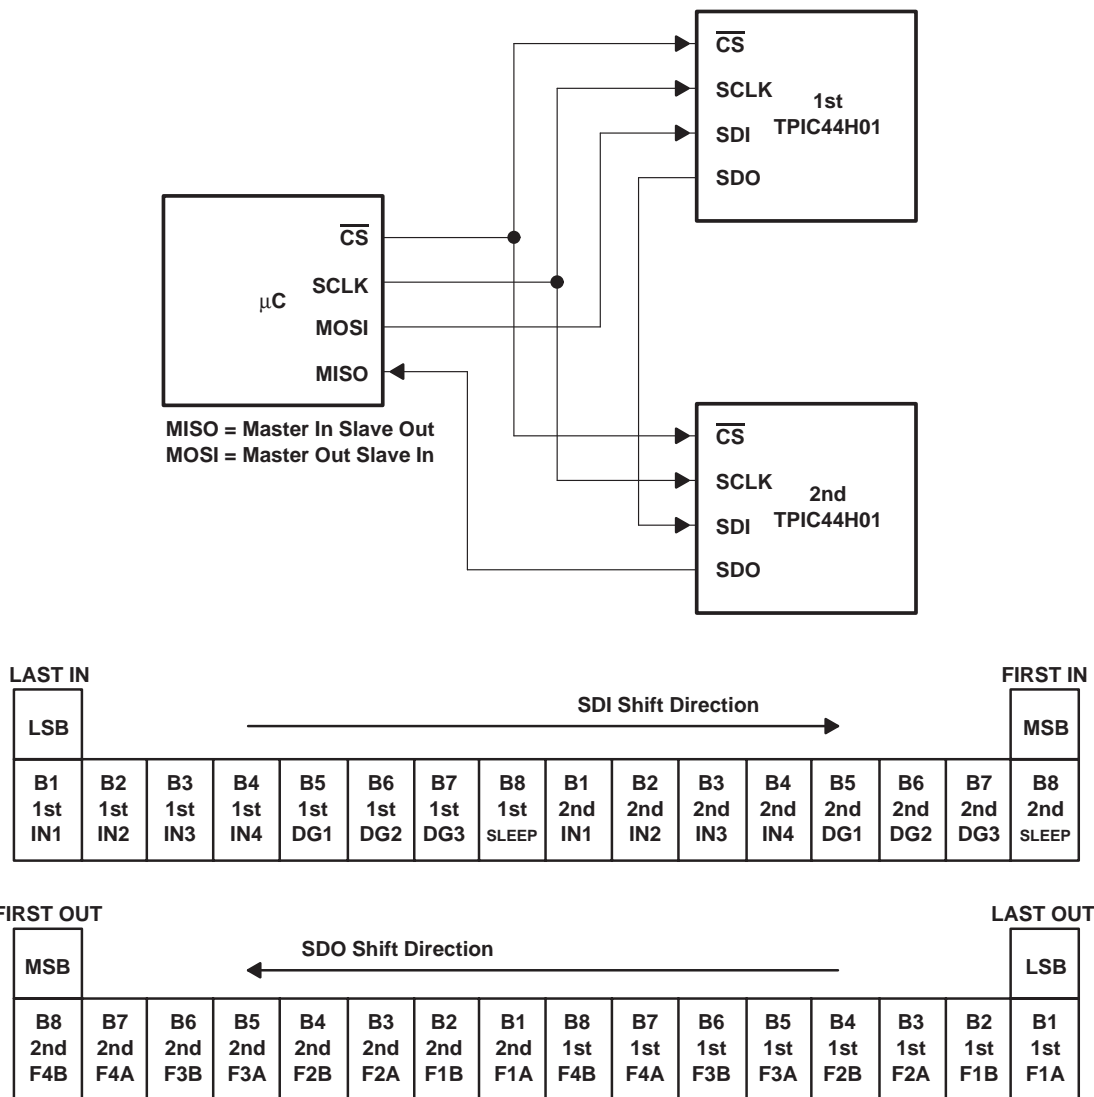 CS
SCLK
1st
TPIC44H01
SDI
SDO
CS
SCLK
μC
MOSI
MISO
MISO = Master In Slave Out
MOSI = Master Out Slave In
CS
SCLK
2nd
TPIC44H01
SDI
SDO
LAST IN FIRST IN
SDI Shift Direction
LSB MSB
B1 B2 B3 B4 B5 B6 B7 B8 B1 B2 B3 B4 B5 B6 B7 B8
1st 1st 1st 1st 1st 1st 1st 1st 2nd 2nd 2nd 2nd 2nd 2nd 2nd 2nd
IN1 IN2 IN3 IN4 DG1 DG2 DG3 SLEEP IN1 IN2 IN3 IN4 DG1 DG2 DG3 SLEEP
FIRST OUT LAST OUT
SDO Shift Direction
MSB LSB
B8 B7 B6 B5 B4 B3 B2 B1 B8 B7 B6 B5 B4 B3 B2 B1
2nd 2nd 2nd 2nd 2nd 2nd 2nd 2nd 1st 1st 1st 1st 1st 1st 1st 1st
F4B F4A F3B F3A F2B F2A F1B F1A F4B F4A F3B F3A F2B F2A F1B F1A